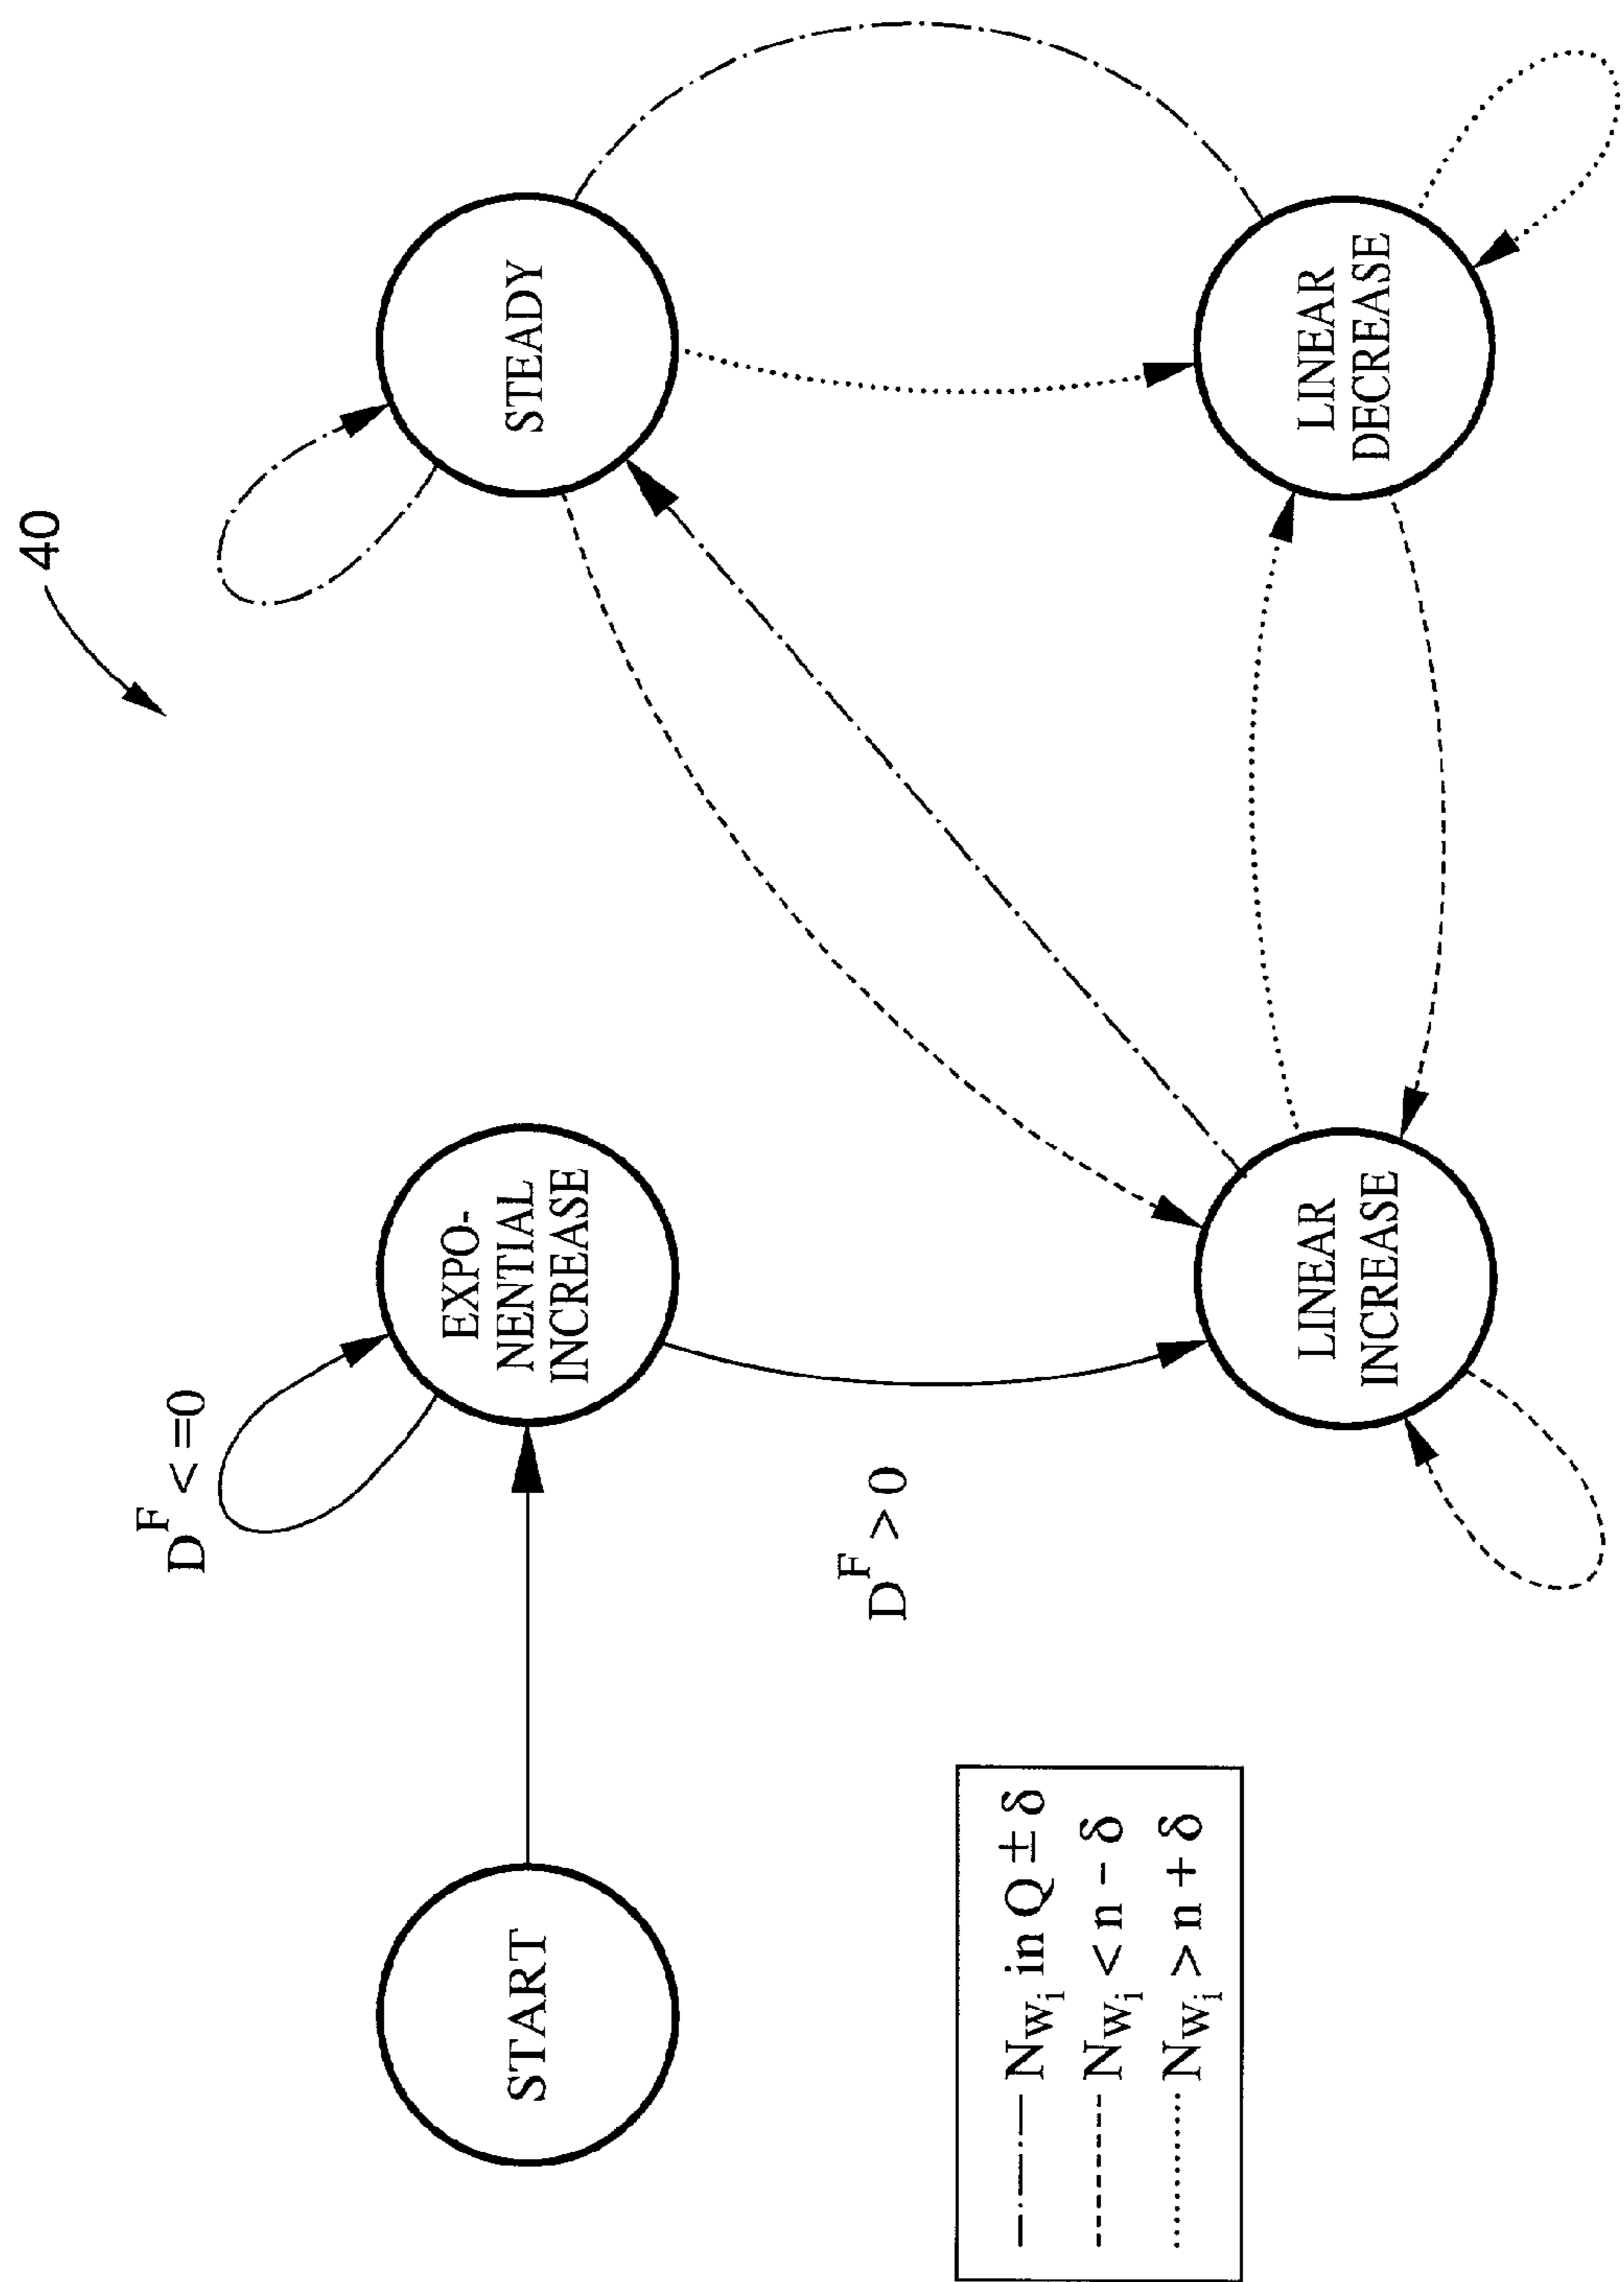 40
D^F <=0
START
EXPO-
NENTIAL
INCREASE
STEADY
D^F >0
LINEAR
INCREASE
LINEAR
DECREASE
N_{W_i} in Q ± δ
N_{W_i} < n - δ
N_{W_i} > n + δ